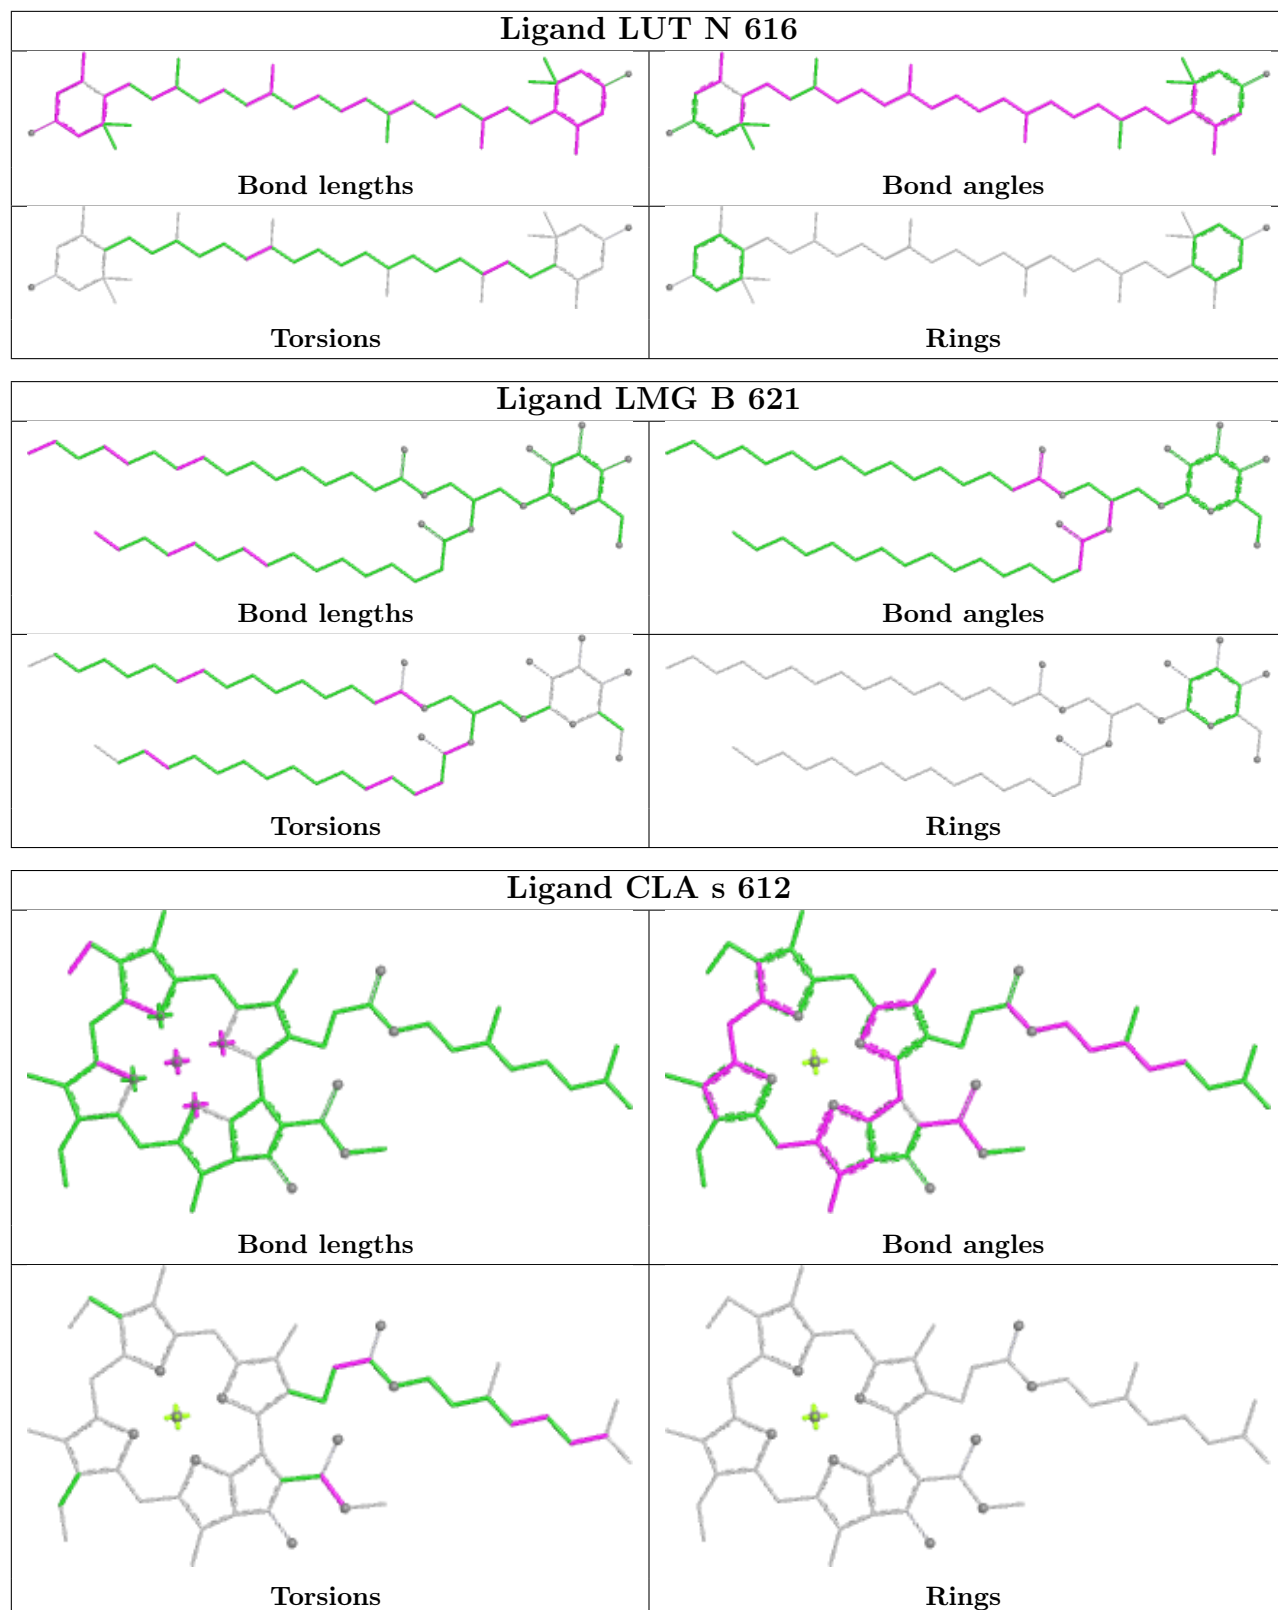 Ligand LUT N 616
Bond lengths
Bond angles
Torsions
Rings
Ligand LMG B 621
Bond lengths
Bond angles
Torsions
Rings
Ligand CLA s 612
Bond lengths
Bond angles
Torsions
Rings